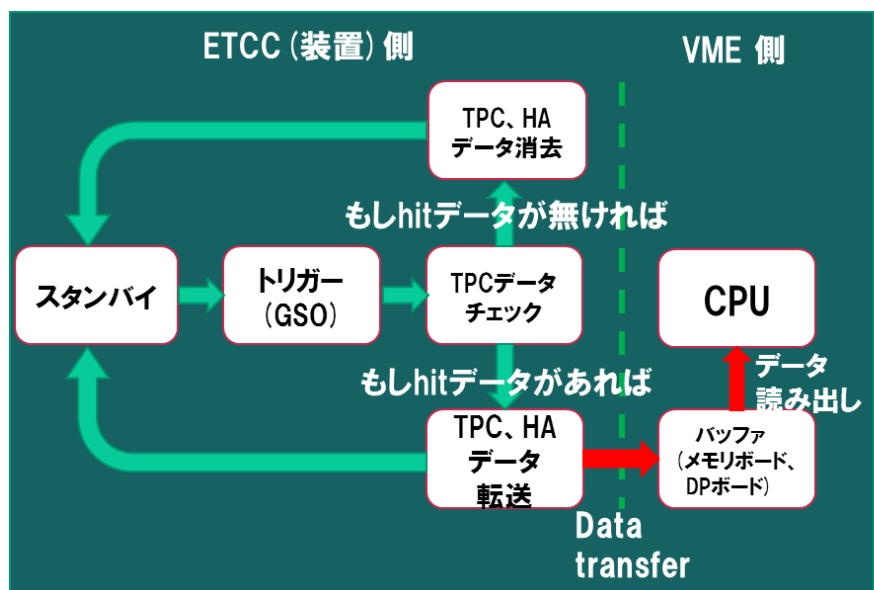 ETCC (装置) 側
VME 側
TPC、HA
データ消去
もしhitデータが無ければ
スタンバイ
トリガー
(GSO)
TPCデータ
チェック
CPU
もしhitデータがあれば
データ
読み出し
TPC、HA
データ
転送
バッファ
(メモリボード、
DPボード)
Data
transfer